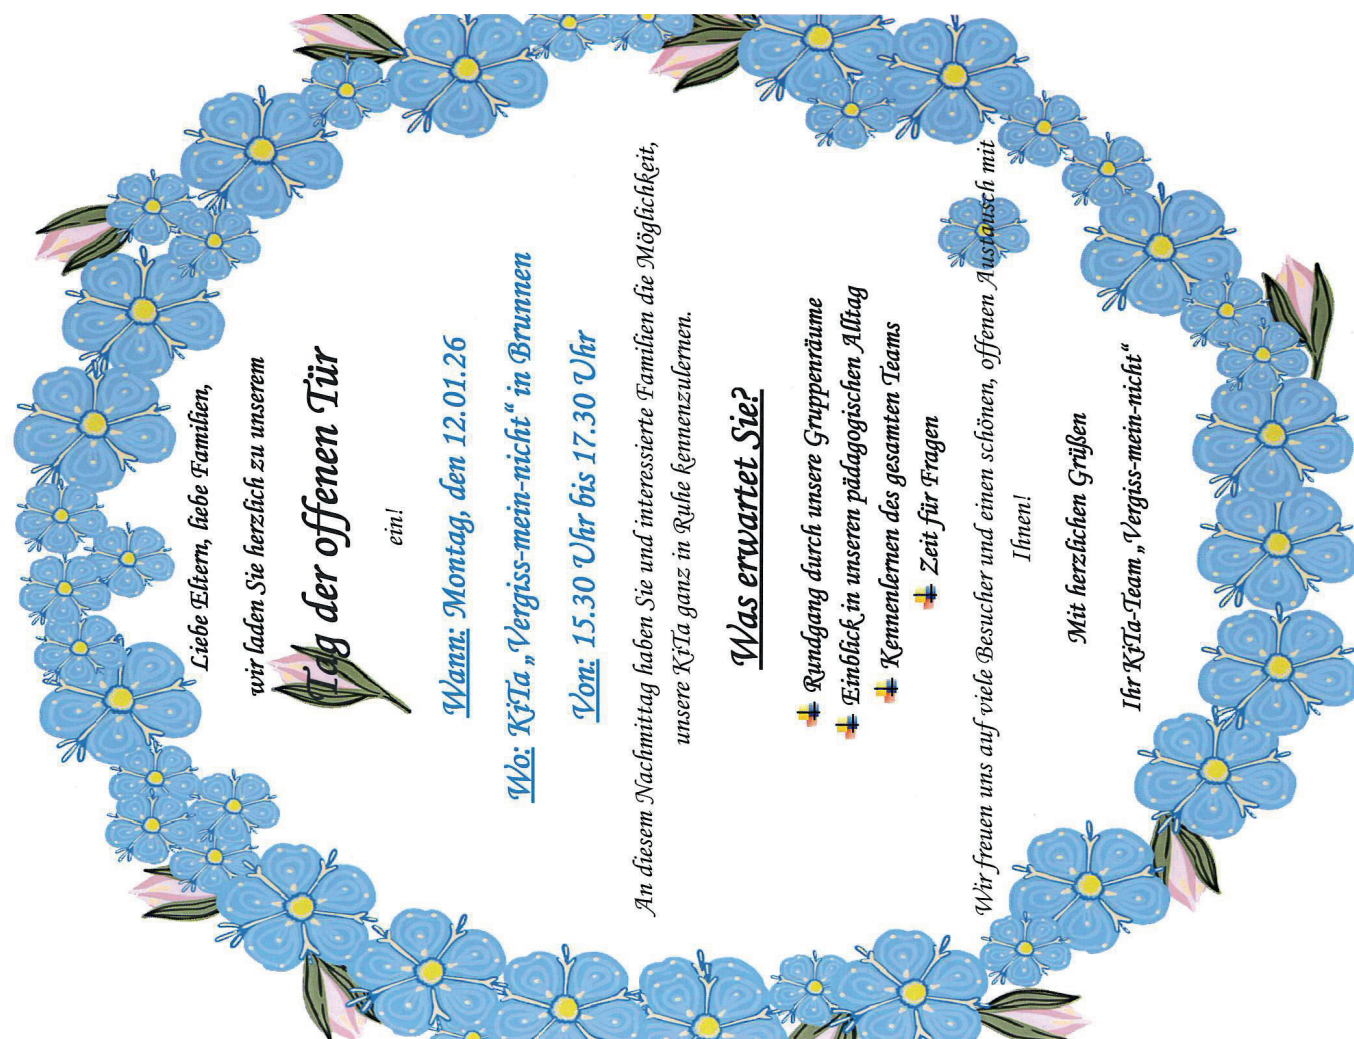 Liebe Eltern, liebe Familien,
wir laden Sie herzlich zu unserem
Tag der offenen Tür
ein!
Wann: Montag, den 12.01.26
Wo: KiTa „Vergiss-mein-nicht“ in Brunnen
Von: 15.30 Uhr bis 17.30 Uhr
An diesem Nachmittag haben Sie und interessierte Familien die Möglichkeit,
unsere KiTa ganz in Ruhe kennenzulernen.
Was erwartet Sie?
Rundgang durch unsere Gruppenräume
Einblick in unseren pädagogischen Alltag
Kennenlernen des gesamten Teams
Zeit für Fragen
Wir freuen uns auf viele Besucher und einen schönen, offenen Austausch mit
Ihnen!
Mit herzlichen Grüßen
Ihr KiTa-Team „Vergiss-mein-nicht“